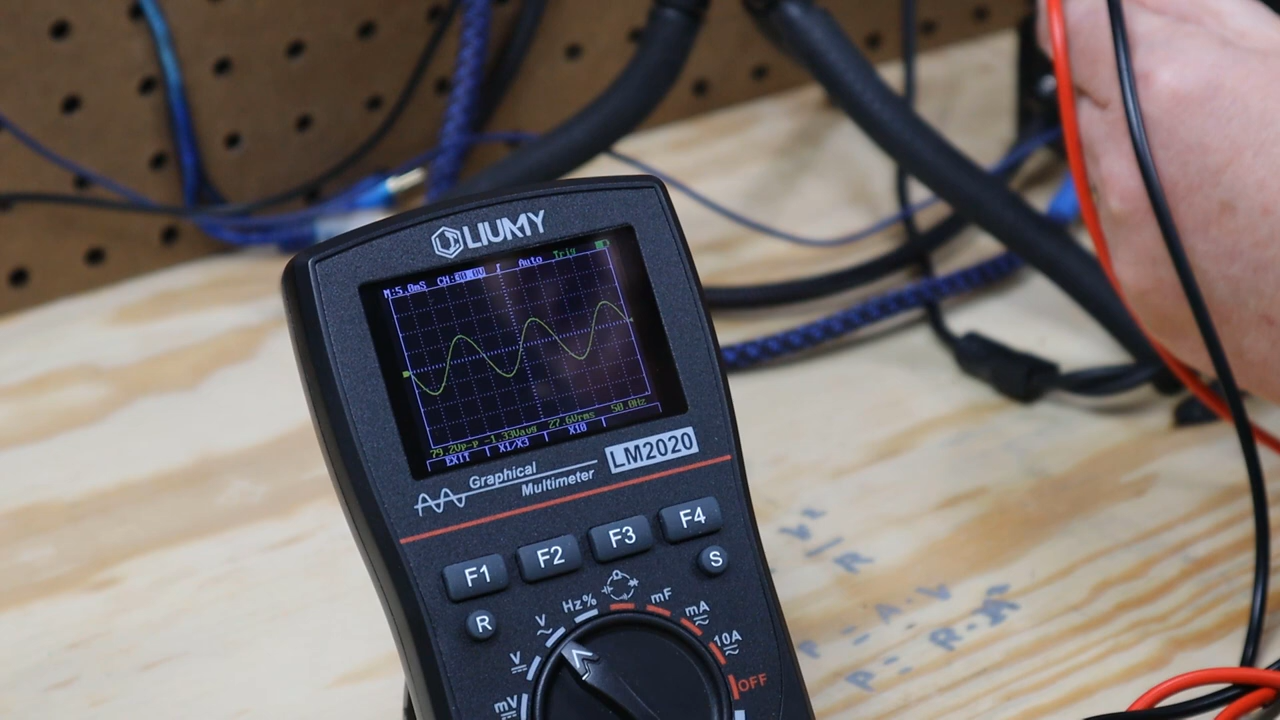 LIUMY
M:5.0mS CH:30.0V Auto Trig
79.2Vp-p -1.33Vavg 27.6Vrms 50.0Hz
EXIT X1/X3 X10
Graphical
Multimeter
LM2020
F1 F2 F3 F4
R S
mV V V Hz% mF mA 10A OFF